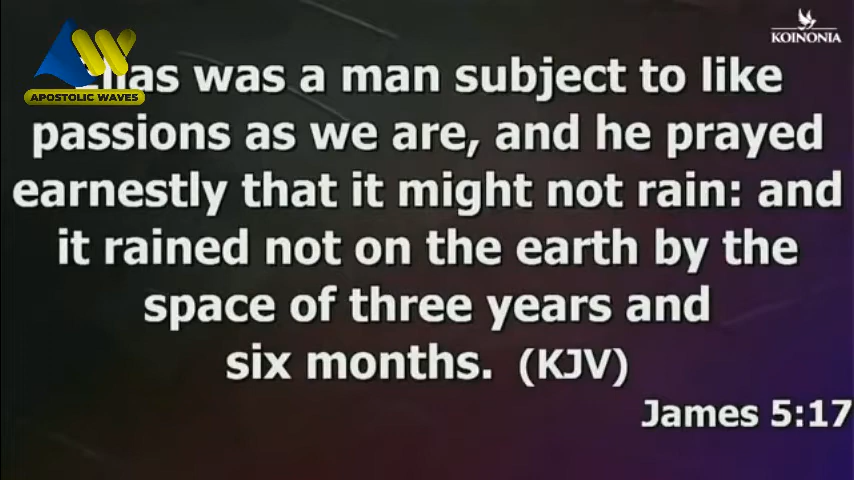 KOINONIA
APOSTOLIC WAVES
Elias was a man subject to like
passions as we are, and he prayed
earnestly that it might not rain: and
it rained not on the earth by the
space of three years and
six months. (KJV)
James 5:17